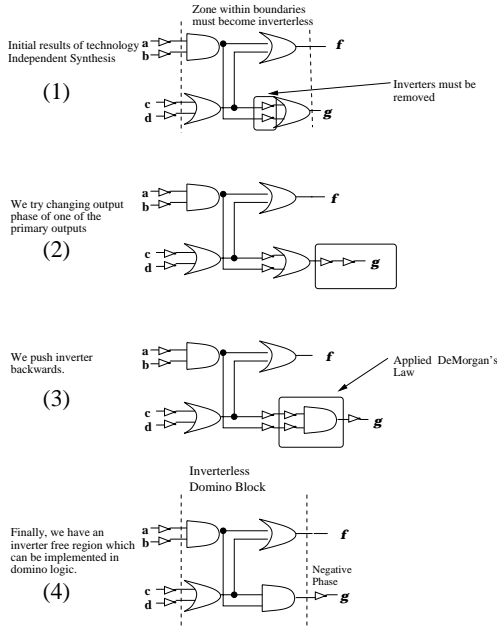 Zone within boundaries
must become inverterless
Initial results of technology
Independent Synthesis
(1)
a
b
f
c
d
g
Inverters must be
removed
We try changing output
phase of one of the
primary outputs
(2)
a
b
f
c
d
g
We push inverter
backwards.
(3)
a
b
f
Applied DeMorgan's
Law
c
d
g
Inverterless
Domino Block
Finally, we have an
inverter free region which
can be implemented in
domino logic.
(4)
a
b
f
c
d
Negative
Phase
g